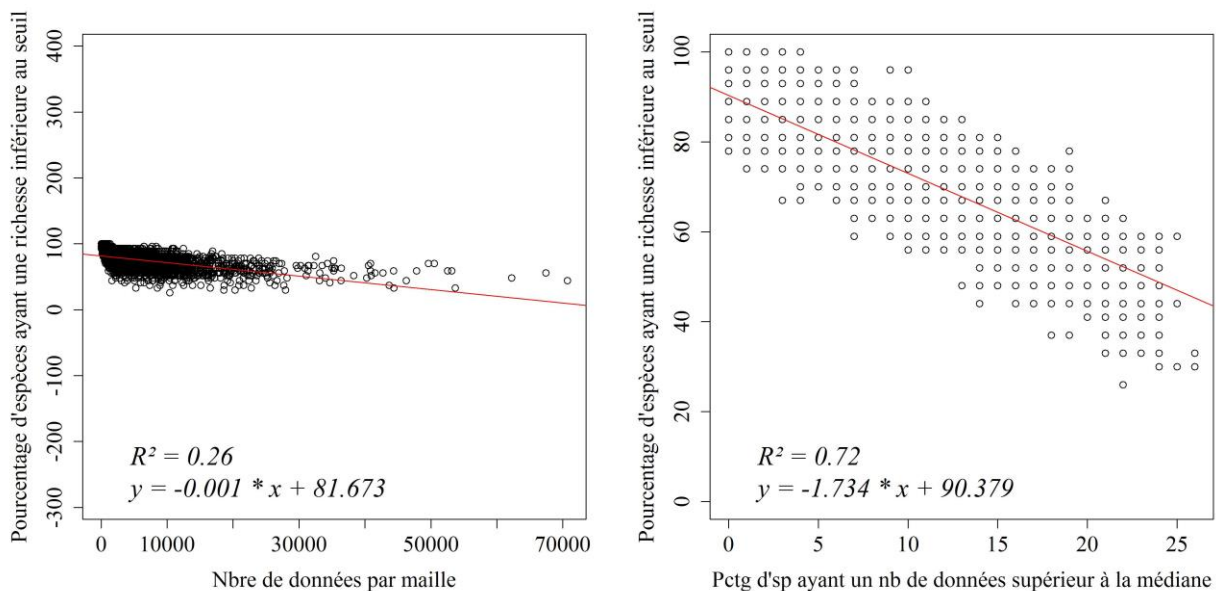 Pourcentage d'espèces ayant une richesse inférieure au seuil
400
300
200
100
0
-100
-300
R² = 0.26
y = -0.001 * x + 81.673
0 10000 30000 50000 70000
Nbre de données par maille
Pourcentage d'espèces ayant une richesse inférieure au seuil
100
80
60
40
20
0
R² = 0.72
y = -1.734 * x + 90.379
0 5 10 15 20 25
Pctg d'sp ayant un nb de données supérieur à la médiane